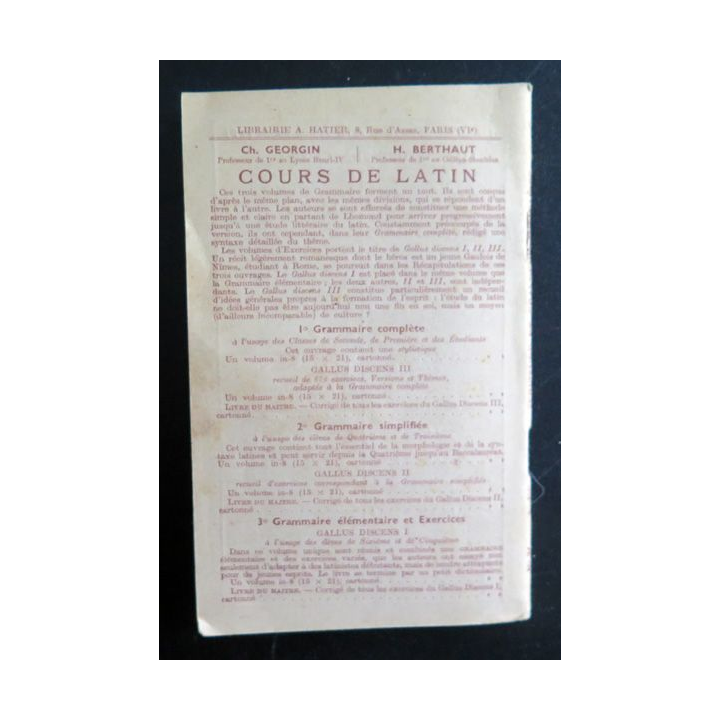 LIBRAIRIE A. HATIER, 8, Rue d'Assas, PARIS (VIe)
Ch. GEORGIN H. BERTHAUT
Professeur de 1re au Lycée Henri-IV Professeur de au Collège
COURS DE LATIN
Ces trois volumes de Grammaire forment un tout. Ils sont conçus
d'après le même plan, avec les mêmes divisions, qui se répondent d'un
livre à l'autre. Les auteurs se sont efforcés de constituer une méthode
simple et claire en partant de Lhomond pour arriver progressivement
jusqu'à une étude littéraire du latin. Constamment préoccupés de la
version, ils ont cependant, dans leur Grammaire complète, rédigé une
syntaxe détaillée du thème.
Les volumes d'Exercices portent le titre de Gallus discens I, II, III.
Un récit légèrement romanesque dont le héros est un jeune Gaulois de
Nîmes, étudiant à Rome, se poursuit dans les Récapitulations de ces
trois ouvrages. Le Gallus discens I est placé dans le même volume que
la Grammaire élémentaire ; les deux autres, II et III, sont indépen-
dants. Le Gallus discens III constitue particulièrement un recueil
d'idées générales propres à la formation de l'esprit : l'étude du latin
ne doit-elle pas être aujourd'hui non une fin en soi, mais un moyen
(d'ailleurs incomparable) de culture ?
1° Grammaire complète
à l'usage des Classes de Seconde, de Première et des Étudiants
Cet ouvrage contient une stylistique
Un volume in-8 (15 × 21), cartonné.
GALLUS DISCENS III
recueil de exercices, Versions et Thèmes,
adaptés à la Grammaire complète
Un volume in-8 (15 × 21), cartonné.
LIVRE DU MAITRE. — Corrigé de tous les exercices du Gallus Discens III,
cartonné.
2° Grammaire simplifiée
à l'usage des élèves de Quatrième et de Troisième
Cet ouvrage contient tout l'essentiel de la morphologie et de la syn-
taxe latines et peut servir depuis la Quatrième jusqu'au Baccalauréat.
Un volume in-8 (15 × 21), cartonné
GALLUS DISCENS II
recueil d'exercices correspondant à la Grammaire simplifiée
Un volume in-8 (15 × 21), cartonné.
LIVRE DU MAITRE. — Corrigé de tous les exercices du Gallus Discens II,
cartonné.
3° Grammaire élémentaire et Exercices
GALLUS DISCENS I
à l'usage des élèves de Sixième et de Cinquième
Dans ce volume unique sont réunis et combinés une GRAMMAIRE
élémentaire et des exercices variés, que les auteurs ont essayé non
seulement d'adapter à des latinistes débutants, mais de rendre attrayants
pour de jeunes esprits. Le livre se termine par un petit dictionnaire.
Un volume in-8 (15 × 21), cartonné.
LIVRE DU MAITRE. — Corrigé de tous les exercices du Gallus Discens I,
cartonné